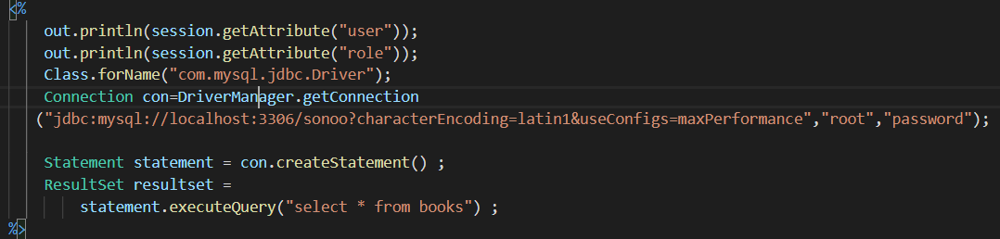 <%
out.println(session.getAttribute("user"));
out.println(session.getAttribute("role"));
Class.forName("com.mysql.jdbc.Driver");
Connection con=DriverManager.getConnection
("jdbc:mysql://localhost:3306/sonoo?characterEncoding=latin1&useConfigs=maxPerformance","root","password");
Statement statement = con.createStatement() ;
ResultSet resultset =
statement.executeQuery("select * from books") ;
%>